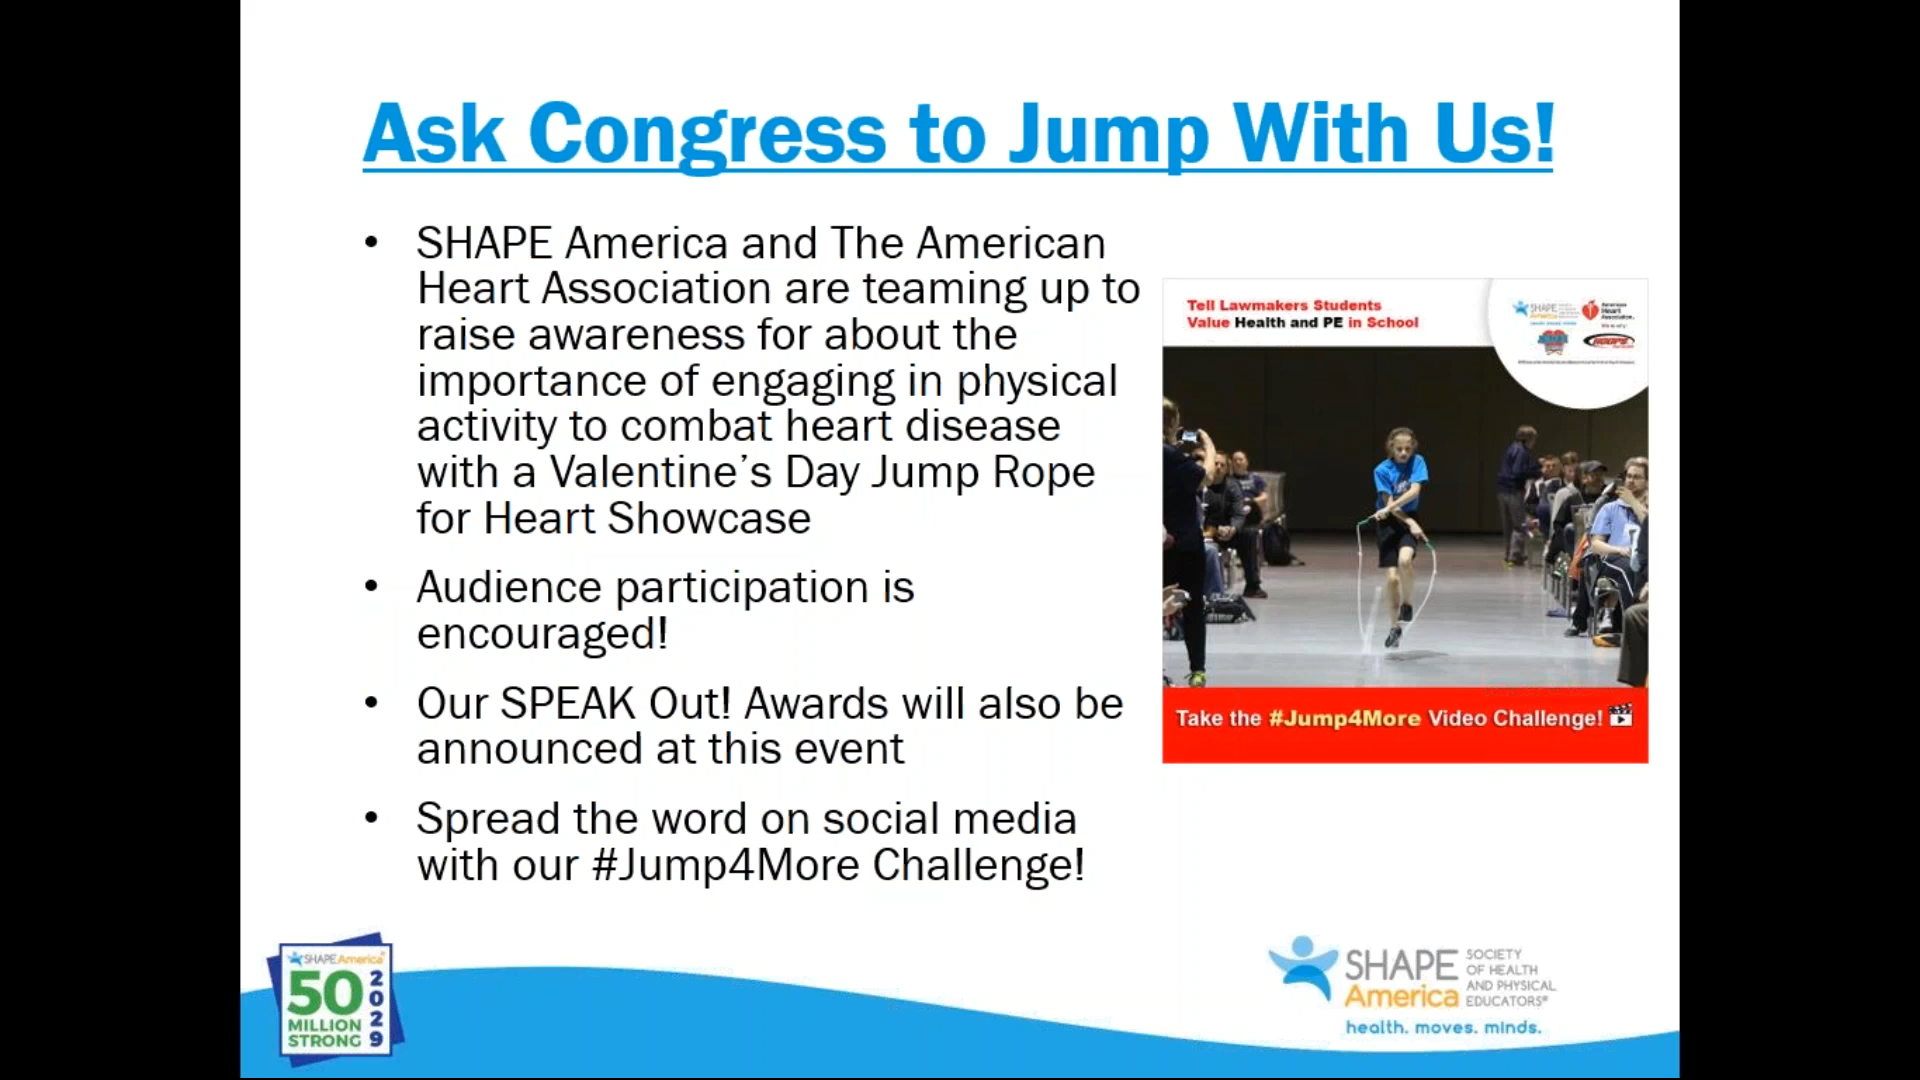 Ask Congress to Jump With Us!
• SHAPE America and The American
Heart Association are teaming up to
raise awareness for about the
importance of engaging in physical
activity to combat heart disease
with a Valentine's Day Jump Rope
for Heart Showcase
• Audience participation is
encouraged!
• Our SPEAK Out! Awards will also be
announced at this event
• Spread the word on social media
with our #Jump4More Challenge!
Tell Lawmakers Students
Value Health and PE in School
SHAPE
America
American
Heart
Association.
Take the #Jump4More Video Challenge!
SHAPE America
50
MILLION
STRONG
2029
SHAPE
America
SOCIETY
OF HEALTH
AND PHYSICAL
EDUCATORS®
health. moves. minds.